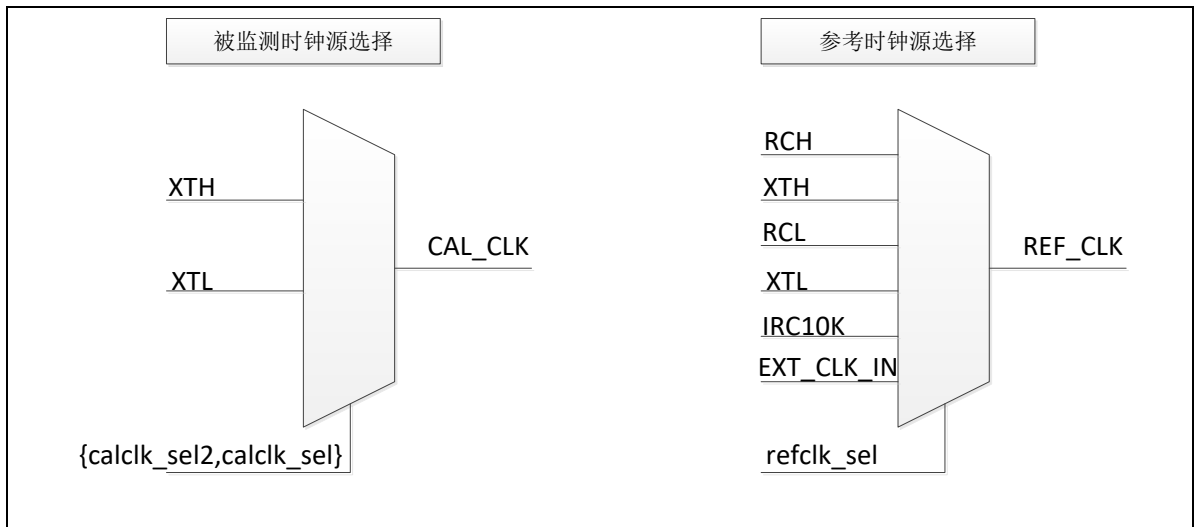 被监测时钟源选择
XTH
XTL
CAL_CLK
{calclk_sel2,calclk_sel}
参考时钟源选择
RCH
XTH
RCL
XTL
IRC10K
EXT_CLK_IN
REF_CLK
refclk_sel